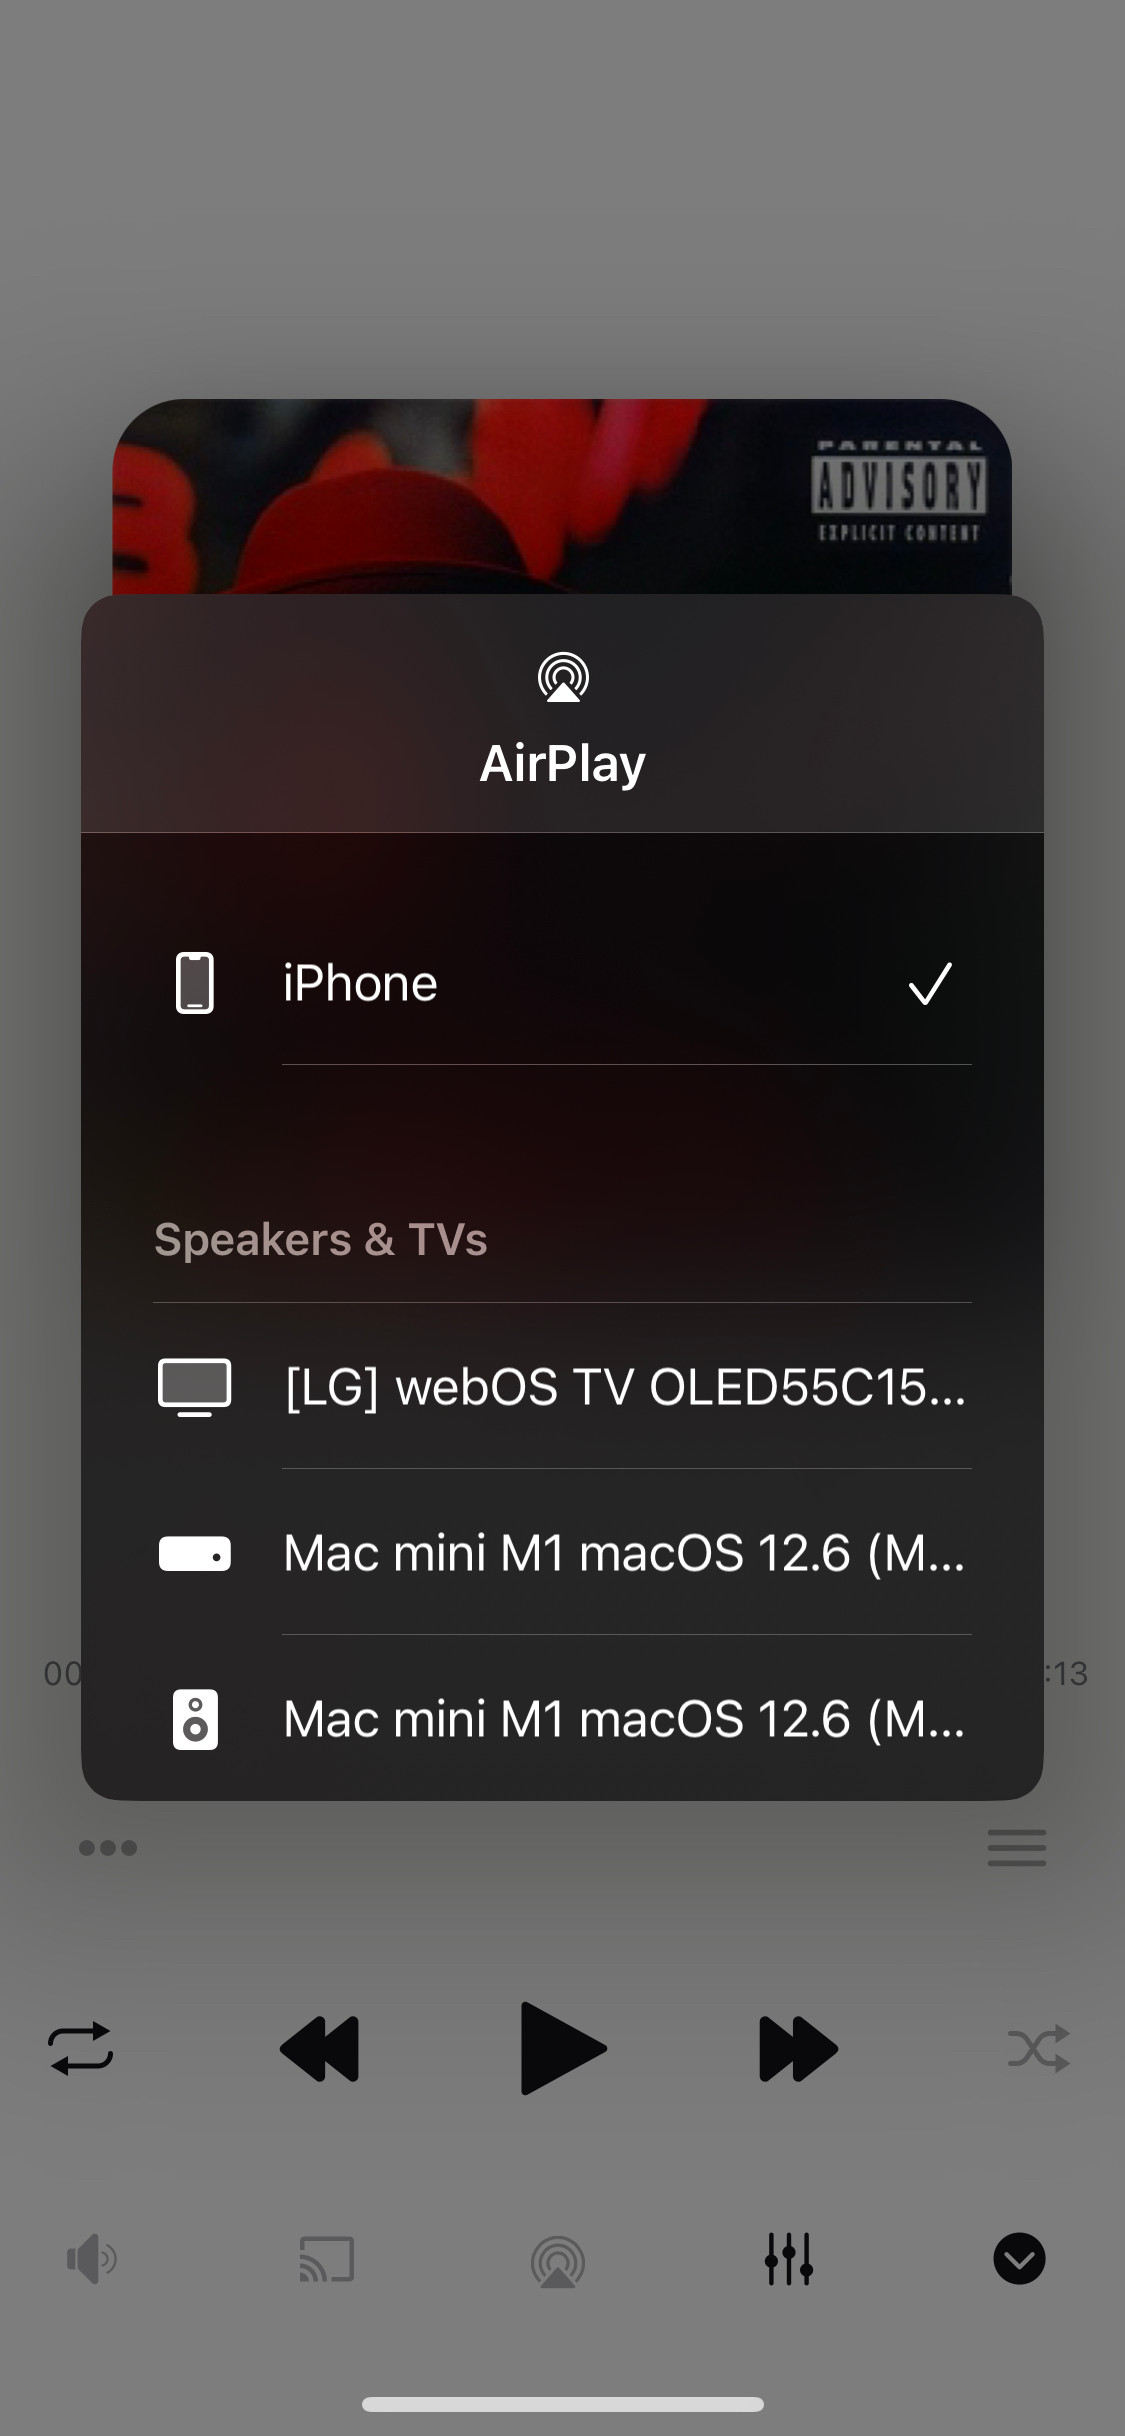 PARENTAL
ADVISORY
EXPLICIT CONTENT
AirPlay
iPhone
Speakers & TVs
[LG] webOS TV OLED55C15...
Mac mini M1 macOS 12.6 (M...
00
:13
Mac mini M1 macOS 12.6 (M...